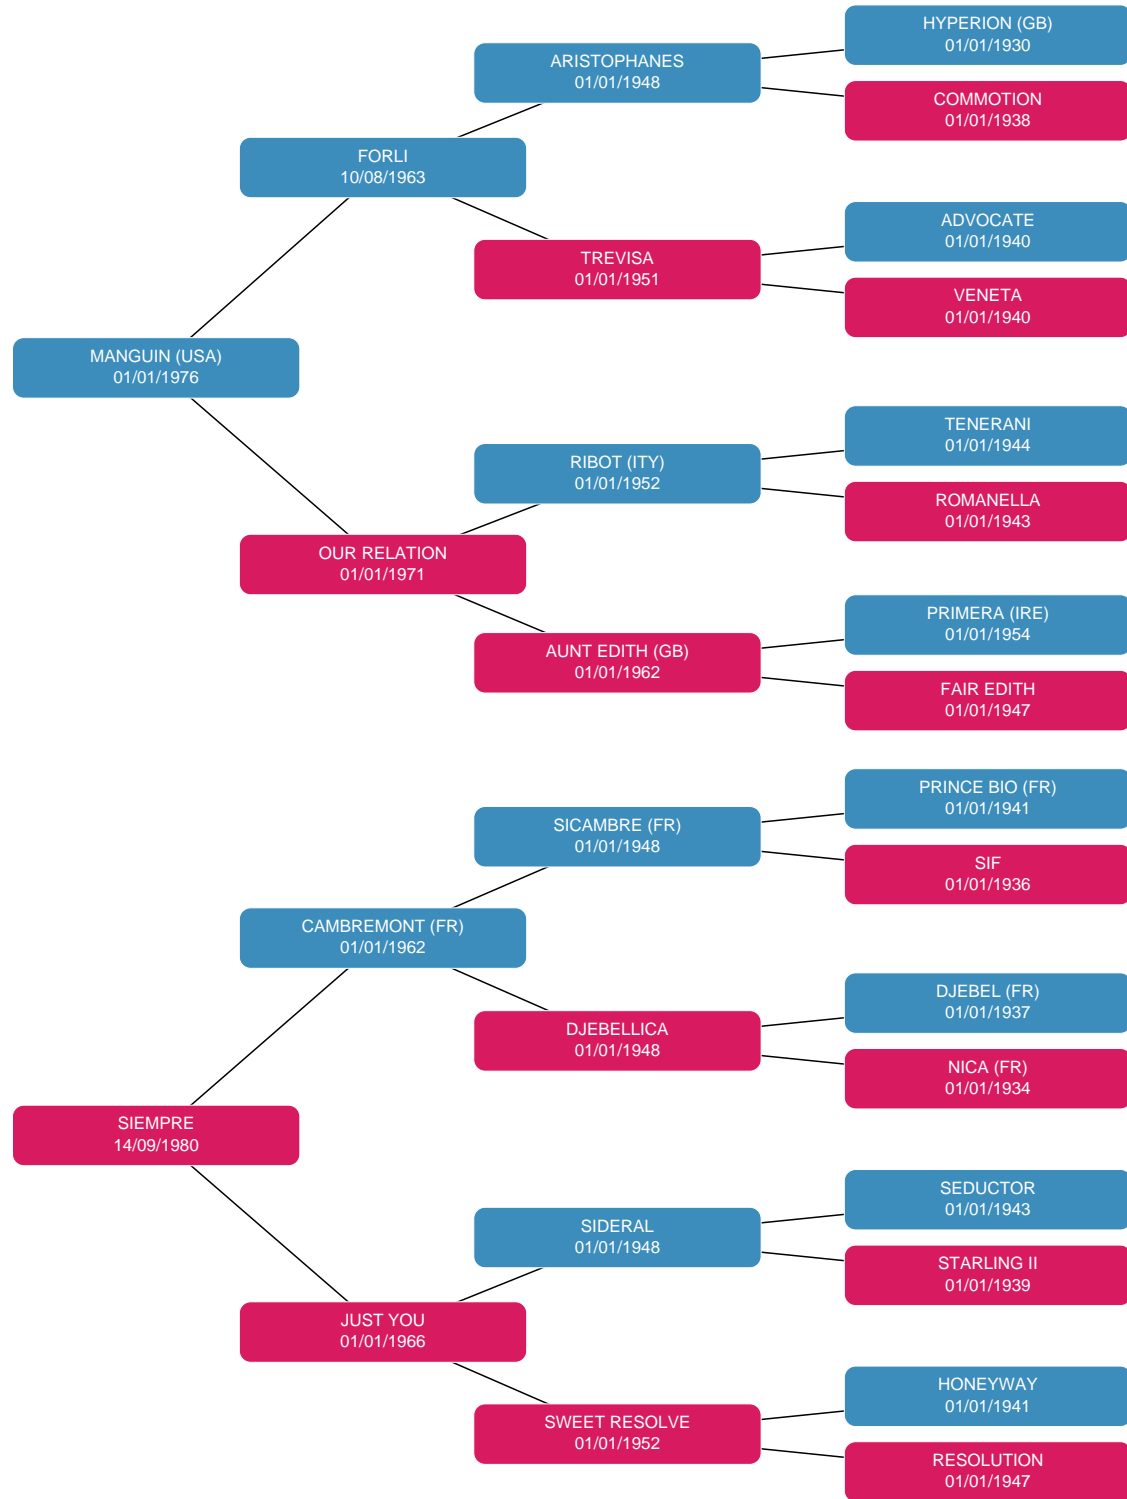 HYPERION (GB)
01/01/1930
ARISTOPHANES
01/01/1948
COMMOTION
01/01/1938
FORLI
10/08/1963
ADVOCATE
01/01/1940
TREVISA
01/01/1951
VENETA
01/01/1940
MANGUIN (USA)
01/01/1976
TENERANI
01/01/1944
RIBOT (ITY)
01/01/1952
ROMANELLA
01/01/1943
OUR RELATION
01/01/1971
PRIMERA (IRE)
01/01/1954
AUNT EDITH (GB)
01/01/1962
FAIR EDITH
01/01/1947
PRINCE BIO (FR)
01/01/1941
SICAMBRE (FR)
01/01/1948
SIF
01/01/1936
CAMBREMONT (FR)
01/01/1962
DJEBEL (FR)
01/01/1937
DJEBELLICA
01/01/1948
NICA (FR)
01/01/1934
SIEMPRE
14/09/1980
SEDUCTOR
01/01/1943
SIDERAL
01/01/1948
STARLING II
01/01/1939
JUST YOU
01/01/1966
HONEYWAY
01/01/1941
SWEET RESOLVE
01/01/1952
RESOLUTION
01/01/1947